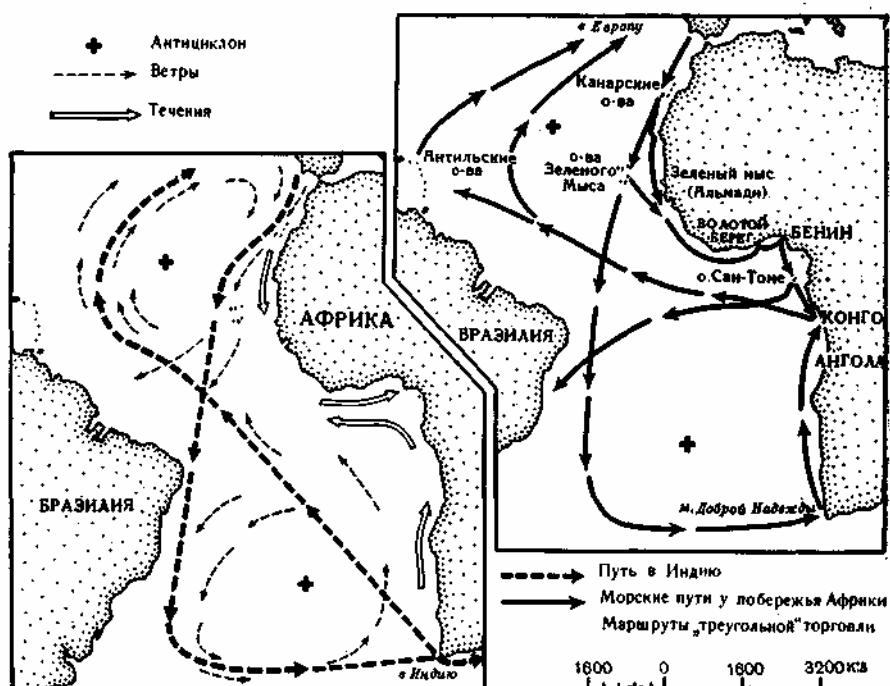 Антициклон
Ветры
Течения
в Европу
Канарские
о-ва
Антильские
о-ва
о-ва
Зеленого
Мыса
Зеленый мыс
(Альмади)
ЗОЛОТОЙ
БЕРЕГ
БЕНИН
о. Сан-Томе
КОНГО
АНГОЛА
БРАЗИЛИЯ
м. Доброй Надежды
АФРИКА
БРАЗИЛИЯ
в Индию
Путь в Индию
Морские пути у побережья Африки
Маршруты „треугольной" торговли
1600 0 1600 3200 км